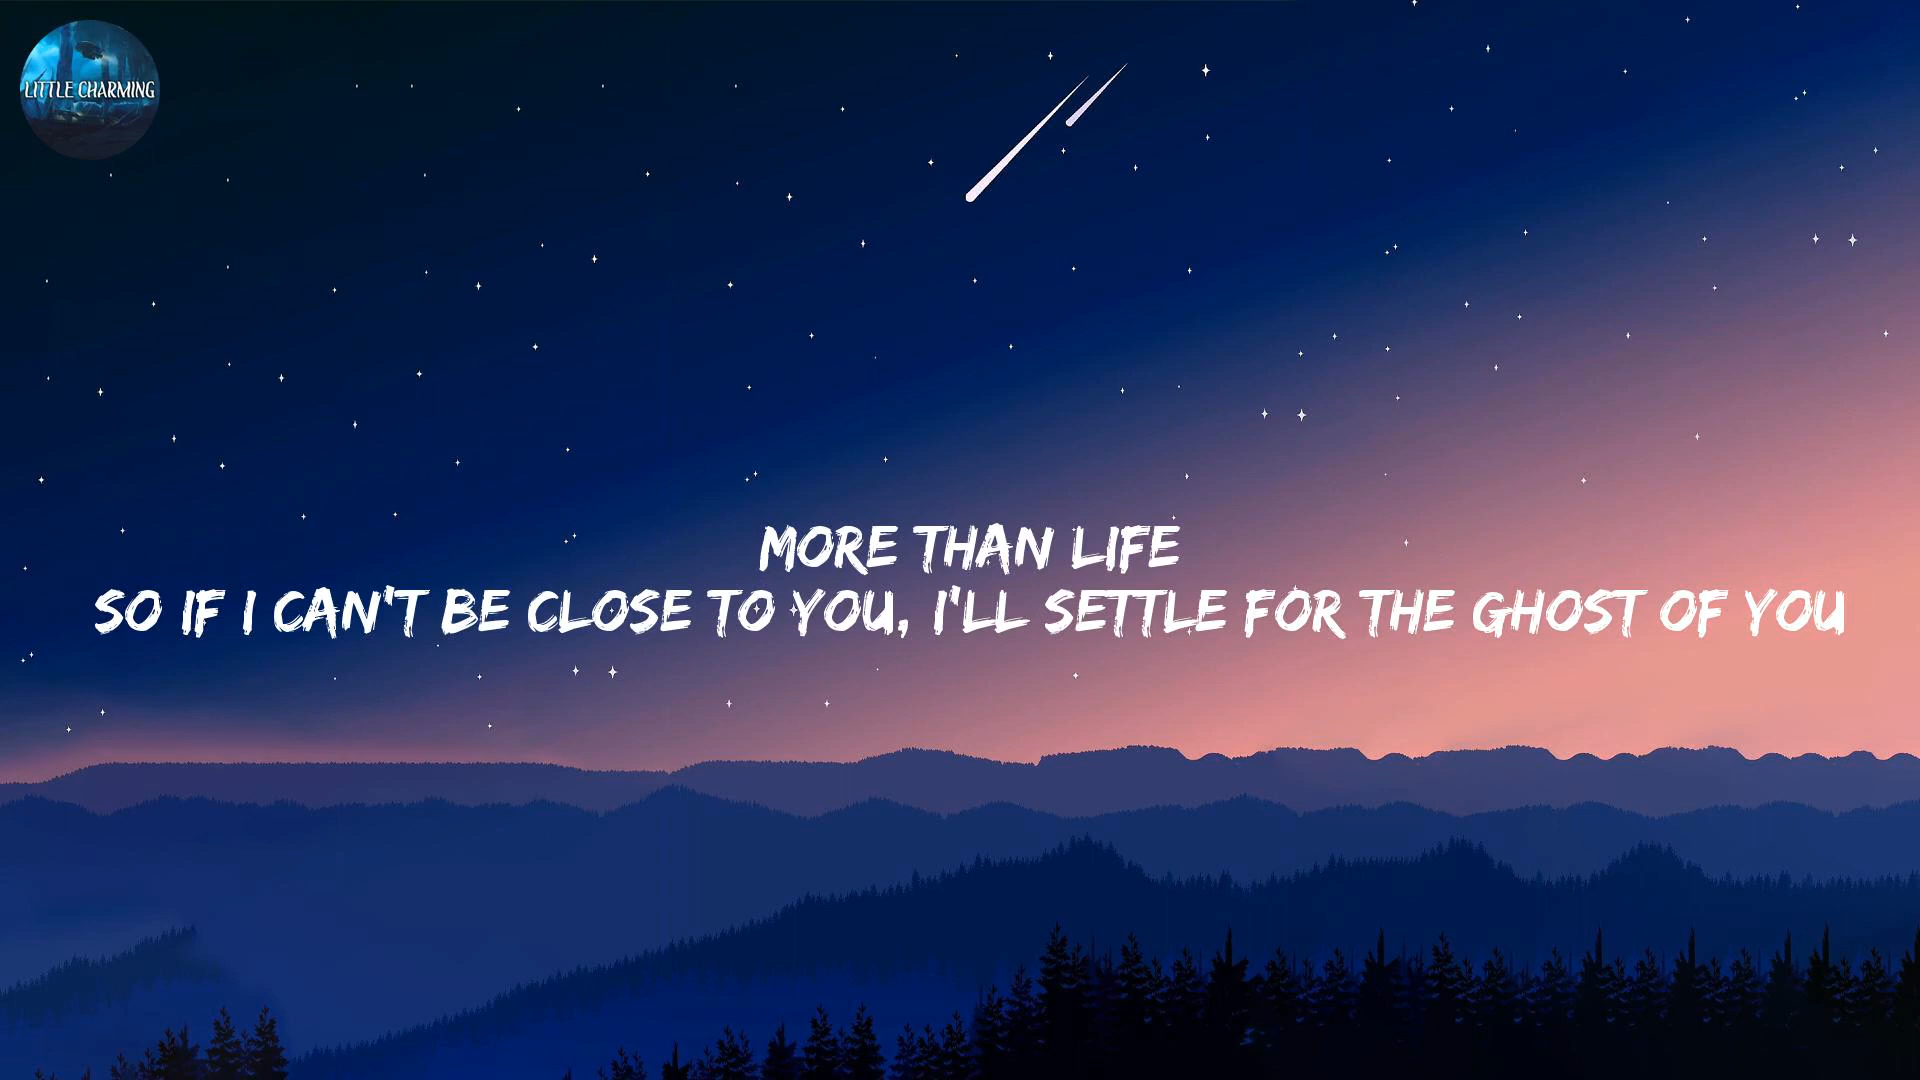 LITTLE CHARMING
MORE THAN LIFE
SO IF I CAN'T BE CLOSE TO YOU, I'LL SETTLE FOR THE GHOST OF YOU